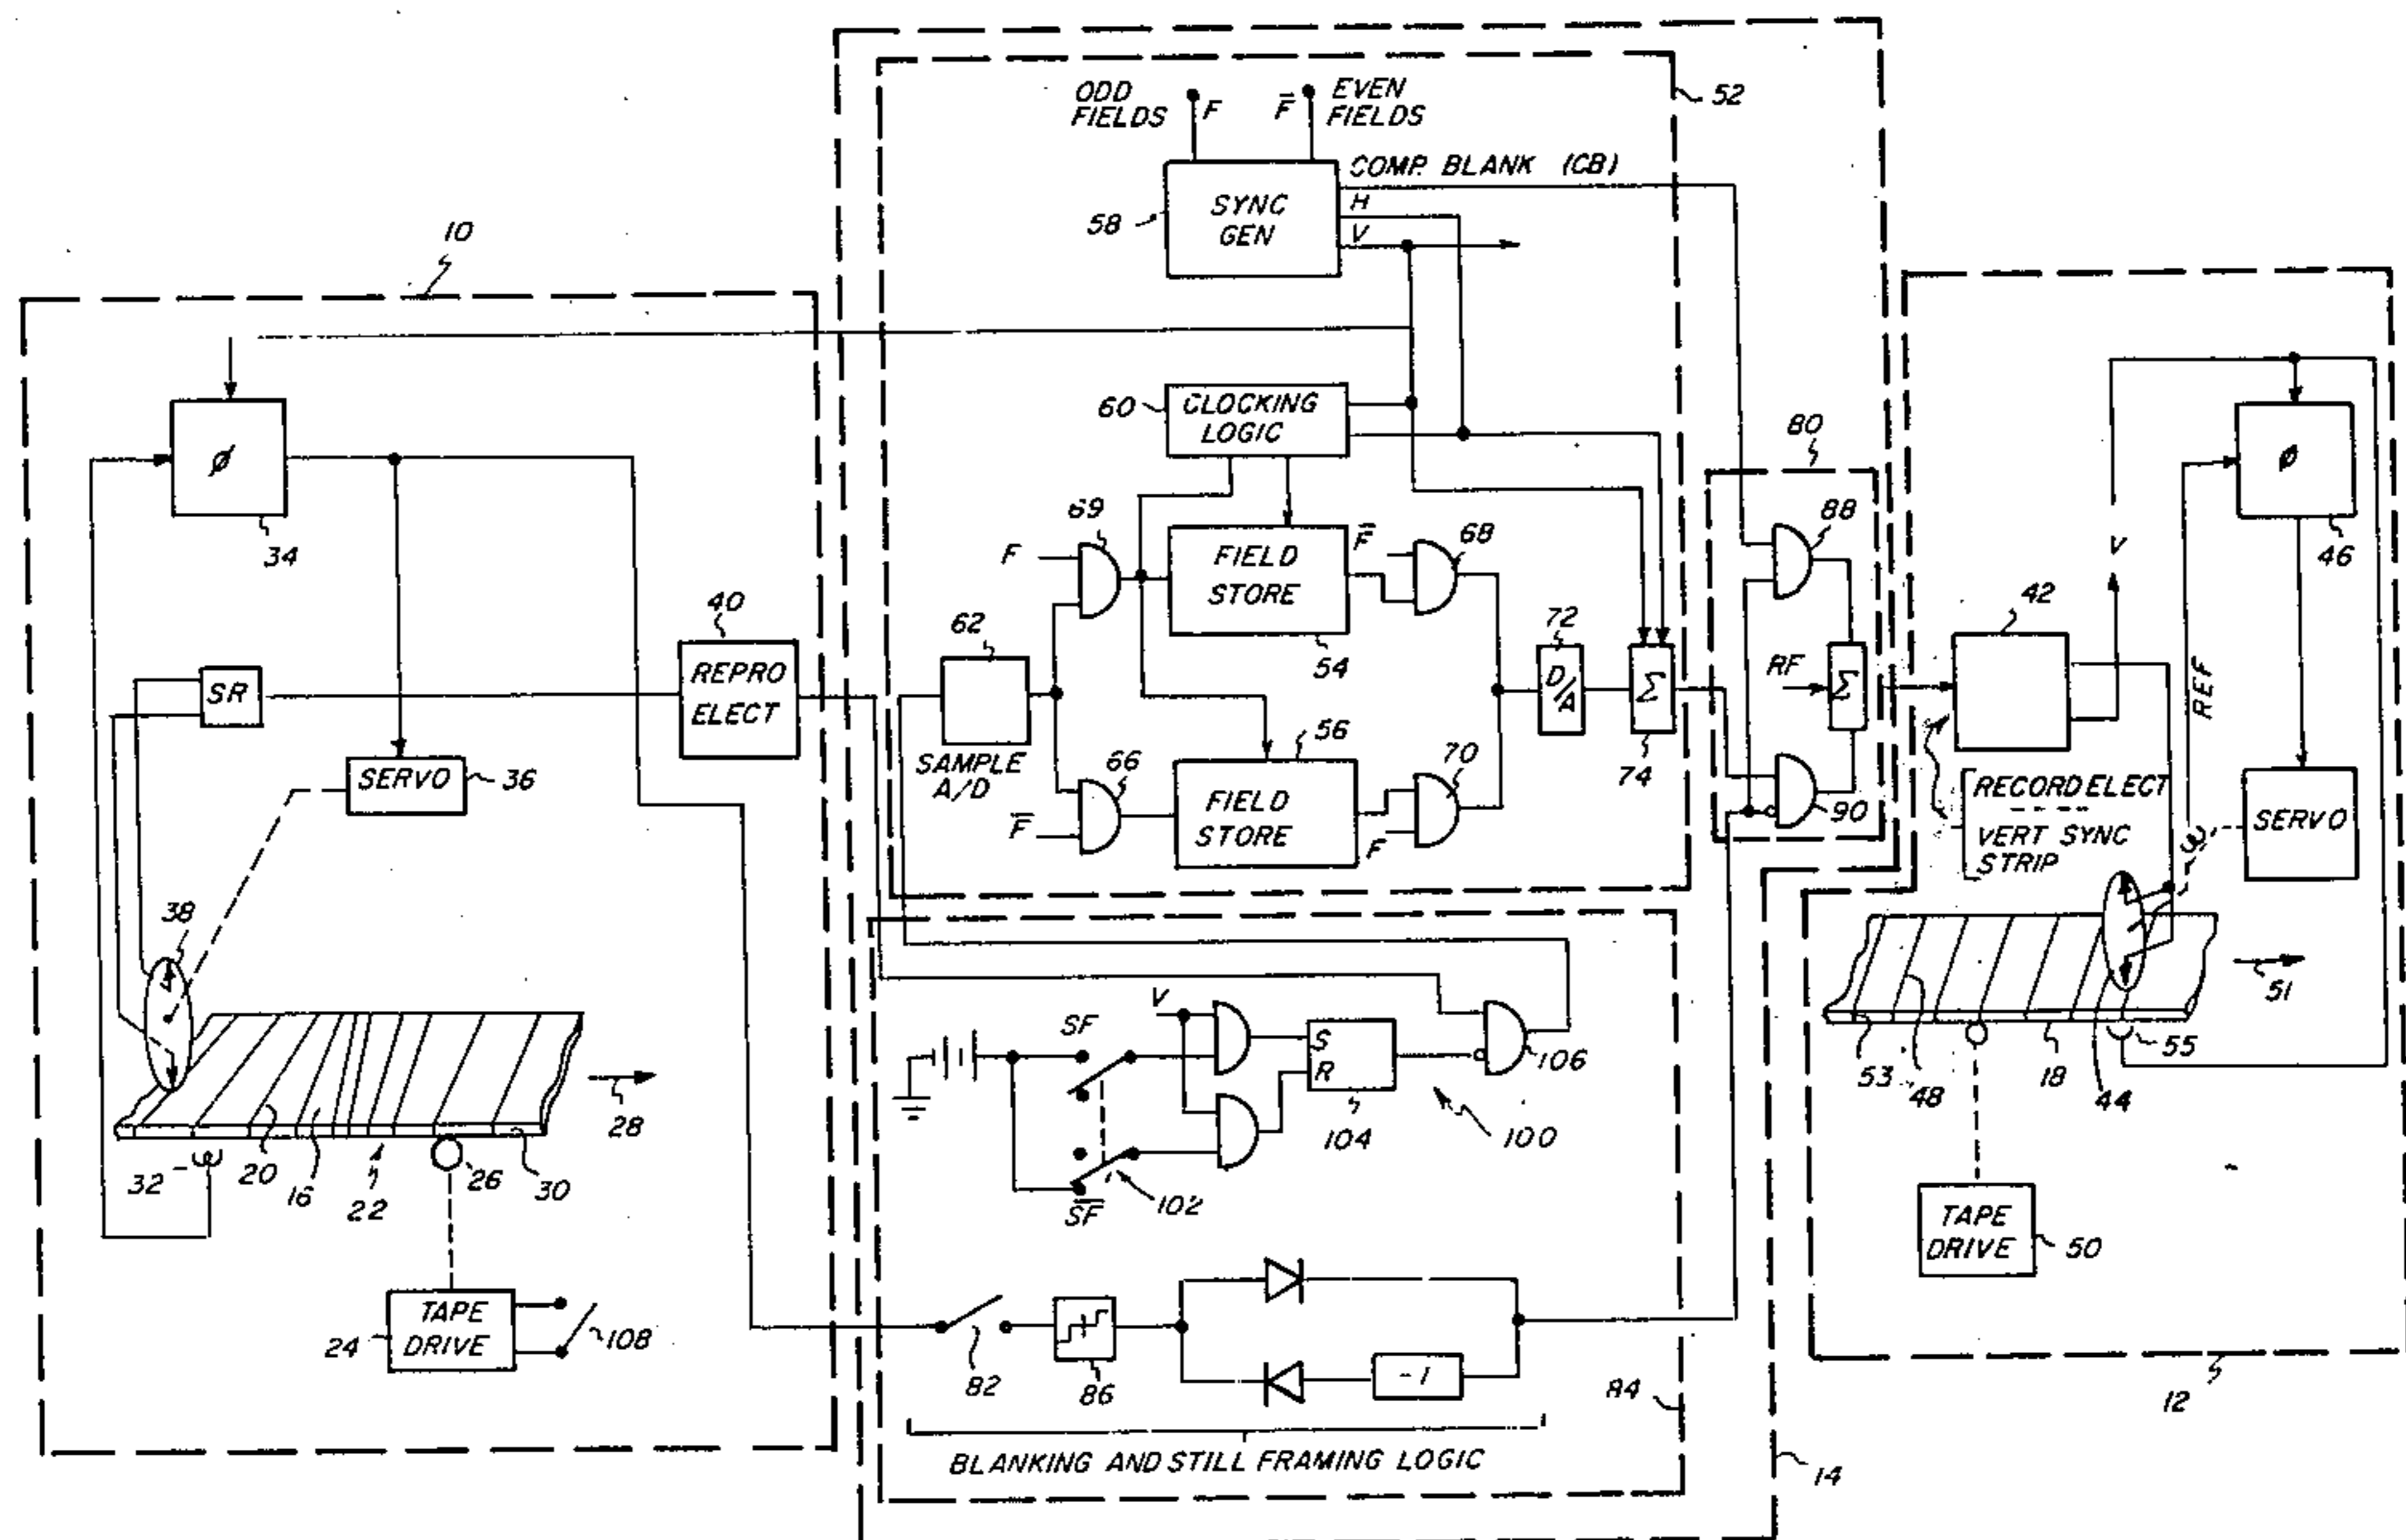 ODD FIELDS
F
F̅
EVEN FIELDS
52
COMP. BLANK (CB)
H
V
SYNC GEN
58
10
60
CLOCKING LOGIC
80
ø
34
ø
46
V
REF
69
F
FIELD STORE
54
F̅
68
88
40
REPRO ELECT
62
SAMPLE A/D
72
D/A
Σ
74
RF
Σ
42
SR
SERVO
36
66
F̅
56
FIELD STORE
70
F
90
RECORD ELECT
VERT SYNC STRIP
SERVO
38
V
SF
S
R
104
106
100
S̅F̅
102
28
32
20
16
22
26
30
51
53
48
18
44
55
TAPE DRIVE
24
108
82
86
-1
84
TAPE DRIVE
50
12
BLANKING AND STILL FRAMING LOGIC
14